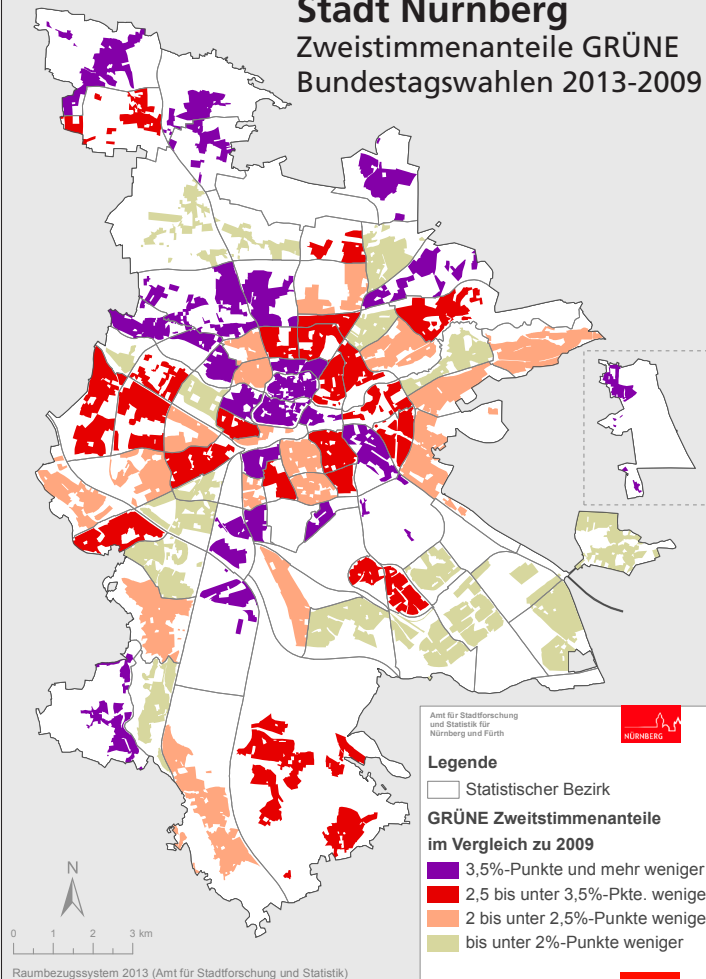 Stadt Nürnberg
Zweistimmenanteile GRÜNE
Bundestagswahlen 2013-2009
Amt für Stadtforschung
und Statistik für
Nürnberg und Fürth
NÜRNBERG
Legende
Statistischer Bezirk
GRÜNE Zweitstimmenanteile
im Vergleich zu 2009
3,5%-Punkte und mehr weniger
2,5 bis unter 3,5%-Pkte. wenige
2 bis unter 2,5%-Punkte wenige
bis unter 2%-Punkte weniger
N
0 1 2 3 km
Raumbezugssystem 2013 (Amt für Stadtforschung und Statistik)